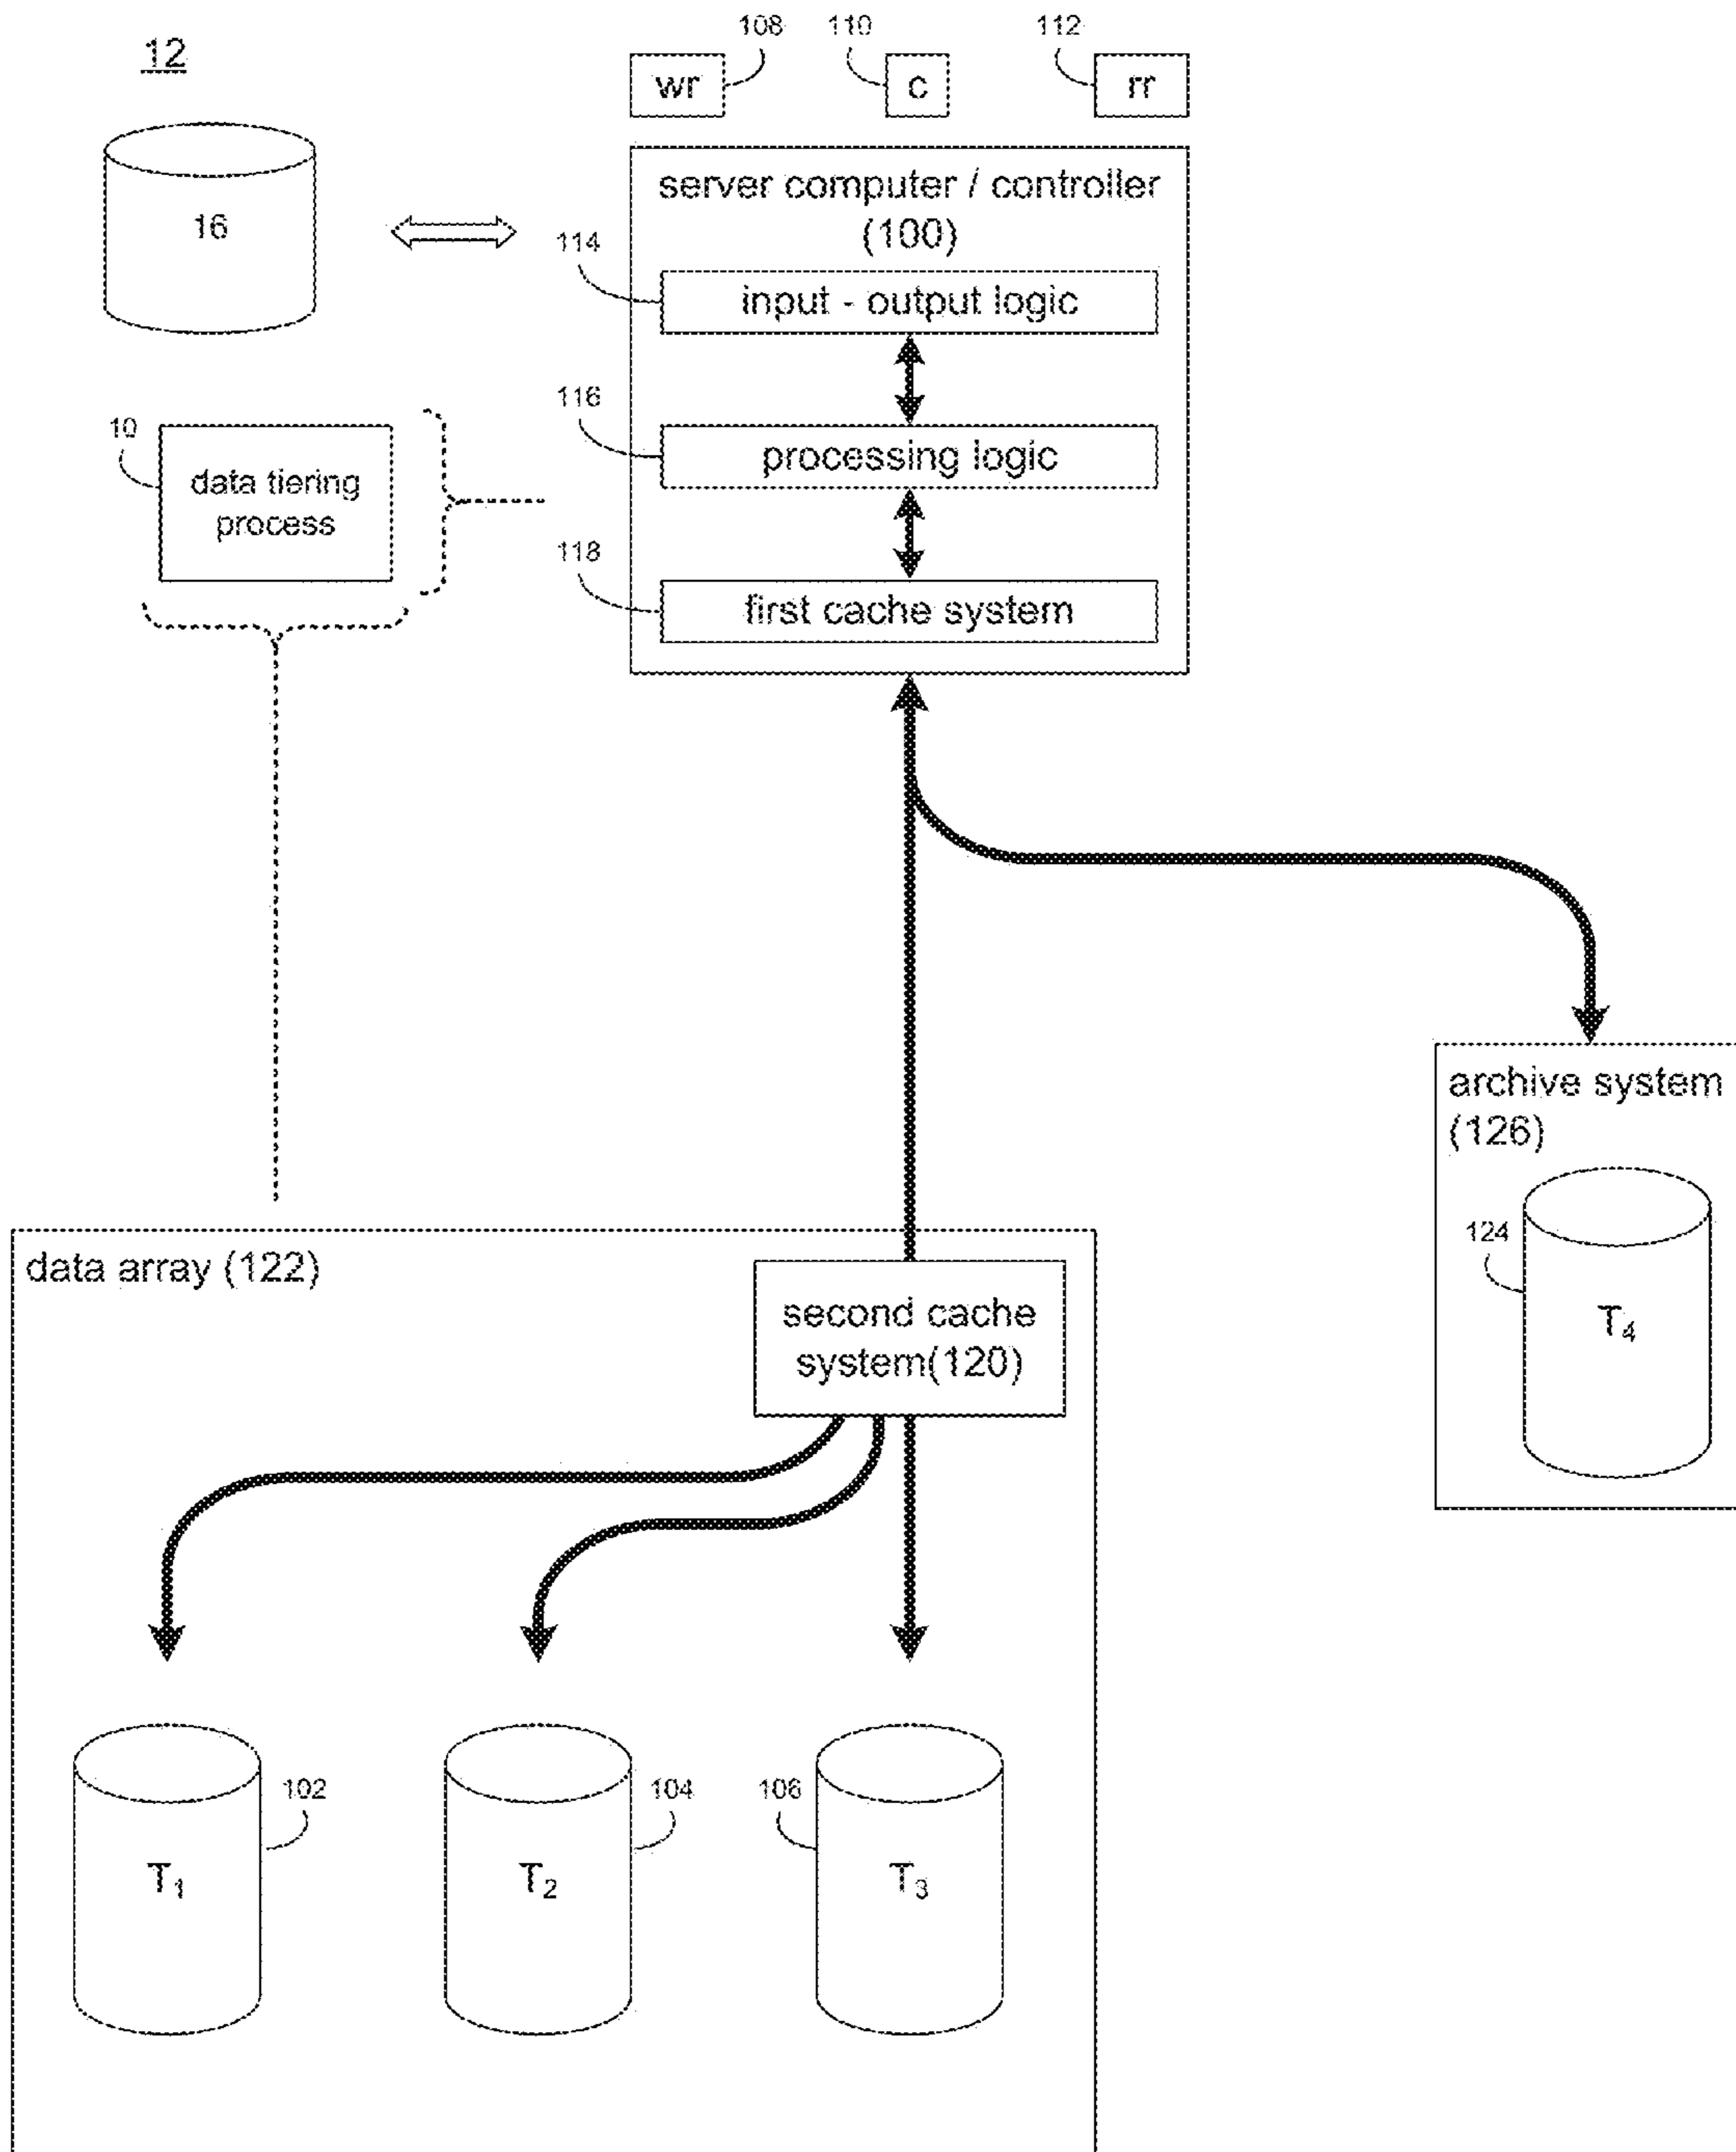 12
108
110
112
wr
c
rr
16
server computer / controller
(100)
114
input - output logic
116
processing logic
10
data tiering
process
118
first cache system
archive system
(126)
124
T4
data array (122)
second cache
system(120)
102
104
106
T1
T2
T3